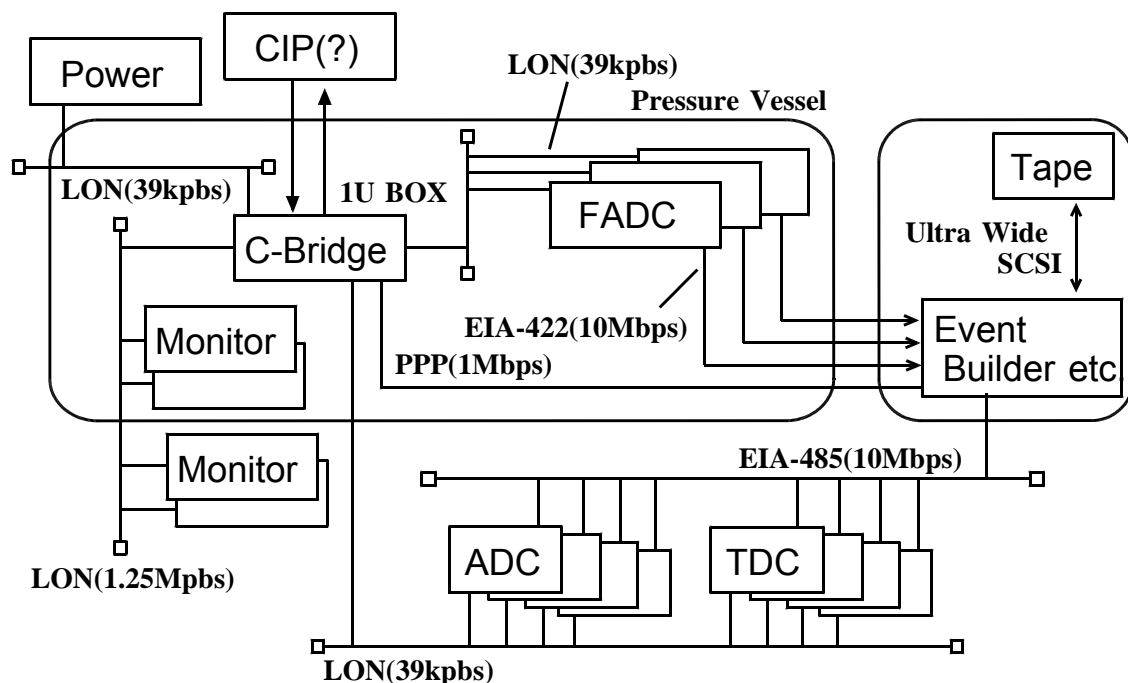 CIP(?)
Power
LON(39kpbs)
Pressure Vessel
LON(39kpbs)
1U BOX
Tape
FADC
C-Bridge
Ultra Wide
SCSI
EIA-422(10Mbps)
Monitor
Event
Builder etc.
PPP(1Mbps)
Monitor
EIA-485(10Mbps)
ADC
TDC
LON(1.25Mpbs)
LON(39kpbs)